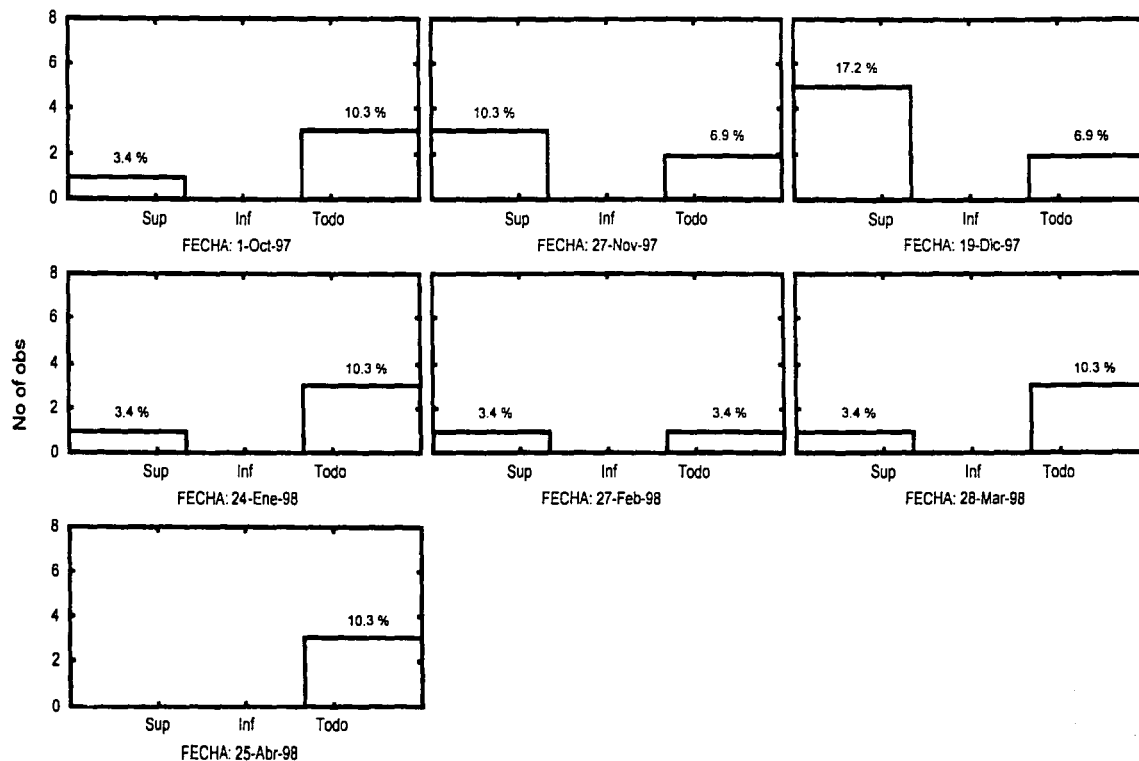 8
6
4
2
0
3.4 %
10.3 %
Sup Inf Todo
FECHA: 1-Oct-97
10.3 %
6.9 %
Sup Inf Todo
FECHA: 27-Nov-97
17.2 %
6.9 %
Sup Inf Todo
FECHA: 19-Dic-97
No of obs
8
6
4
2
0
3.4 %
10.3 %
Sup Inf Todo
FECHA: 24-Ene-98
3.4 %
3.4 %
Sup Inf Todo
FECHA: 27-Feb-98
3.4 %
10.3 %
Sup Inf Todo
FECHA: 28-Mar-98
8
6
4
2
0
10.3 %
Sup Inf Todo
FECHA: 25-Abr-98